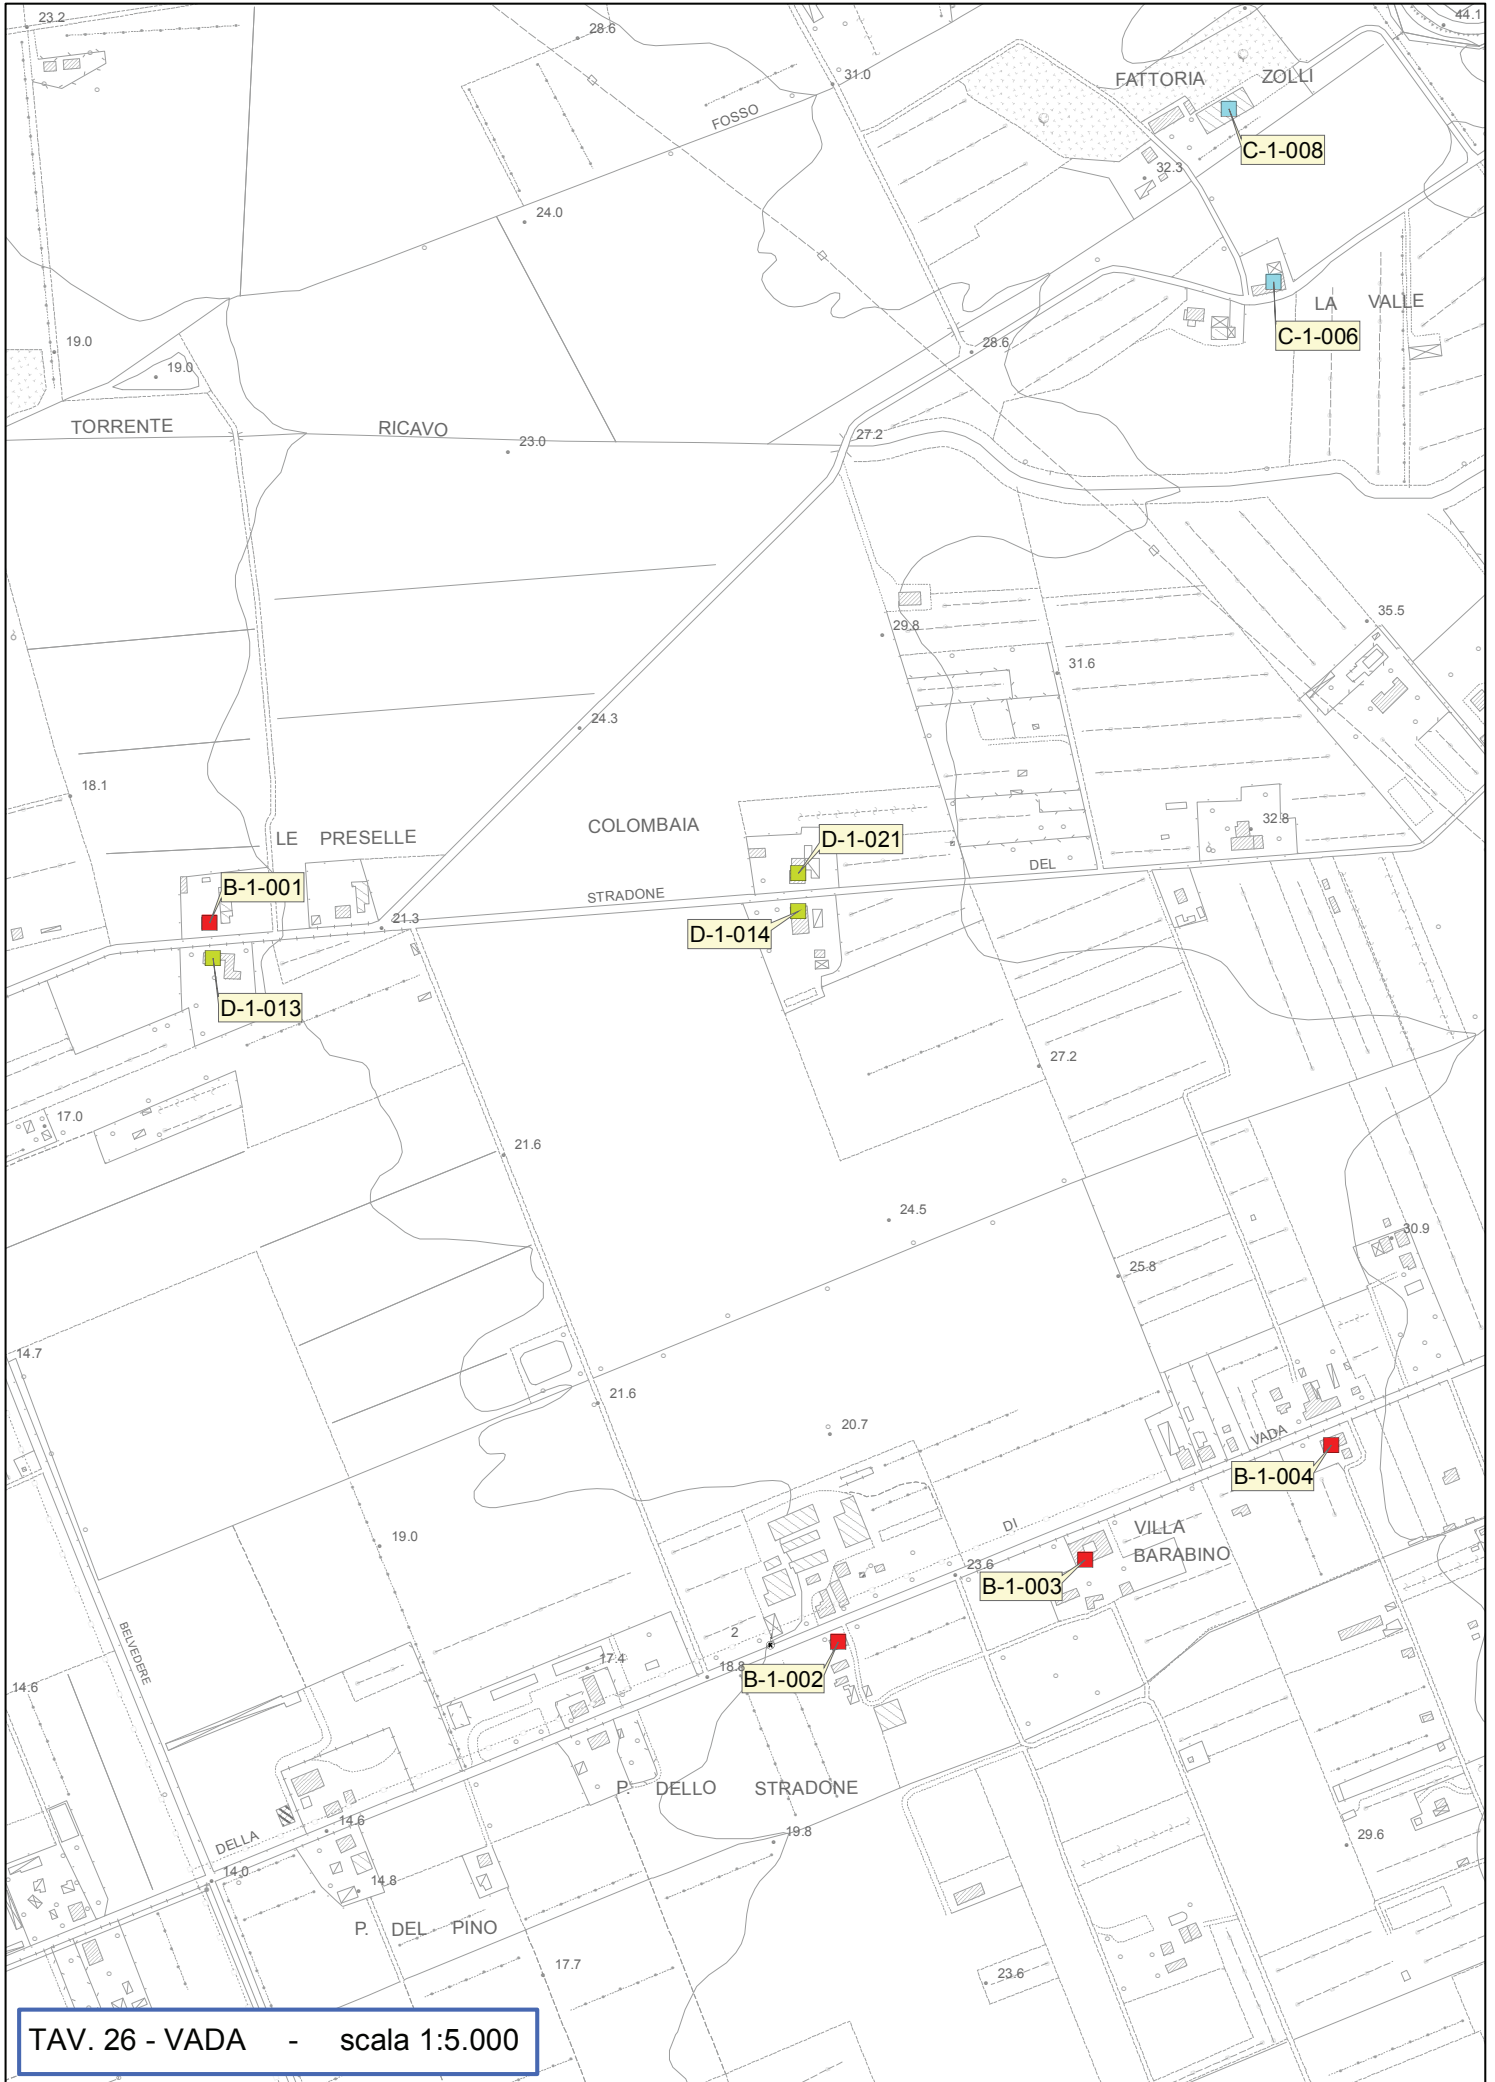 23.2
28.6
44.1
31.0
FATTORIA ZOLLI
FOSSO
C-1-008
32.3
24.0
LA VALLE
C-1-006
19.0
28.6
19.0
TORRENTE RICAVO
27.2
23.0
35.5
29.8
31.6
24.3
18.1
COLOMBAIA
32.8
LE PRESELLE
D-1-021
DEL
B-1-001
STRADONE
21.3
D-1-014
D-1-013
27.2
17.0
21.6
24.5
30.9
25.8
14.7
21.6
20.7
VADA
B-1-004
DI
VILLA
BARABINO
19.0
23.6
B-1-003
BELVEDERE
2
17.4
18.8
B-1-002
14.6
P. DELLO STRADONE
DELLA
14.6
19.8
29.6
14.0
14.8
P. DEL PINO
17.7
23.6
TAV. 26 - VADA - scala 1:5.000